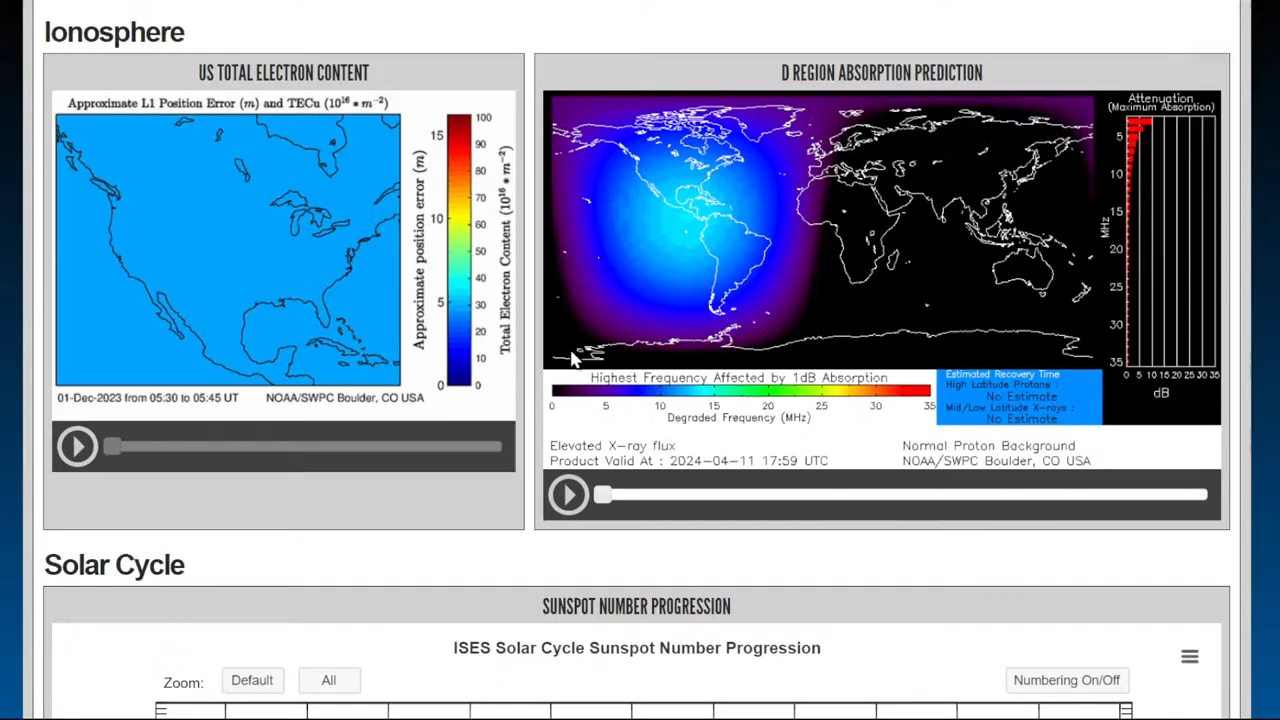 Ionosphere
US TOTAL ELECTRON CONTENT
Approximate L1 Position Error (m) and TECu (10¹⁶ * m⁻²)
15
10
5
0
Approximate position error (m)
100
90
80
70
60
50
40
30
20
10
0
Total Electron Content (10¹⁶ * m⁻²)
01-Dec-2023 from 05:30 to 05:45 UT NOAA/SWPC Boulder, CO USA
D REGION ABSORPTION PREDICTION
Attenuation
(Maximum Absorption)
5
10
15
20
25
30
35
MHz
0 5 10 15 20 25 30 35
dB
Highest Frequency Affected by 1dB Absorption
0 5 10 15 20 25 30 35
Degraded Frequency (MHz)
Estimated Recovery Time
High Latitude Protons :
No Estimate
Mid/Low Latitude X-rays :
No Estimate
Elevated X-ray flux Normal Proton Background
Product Valid At : 2024-04-11 17:59 UTC NOAA/SWPC Boulder, CO USA
Solar Cycle
SUNSPOT NUMBER PROGRESSION
ISES Solar Cycle Sunspot Number Progression
Zoom: Default All Numbering On/Off